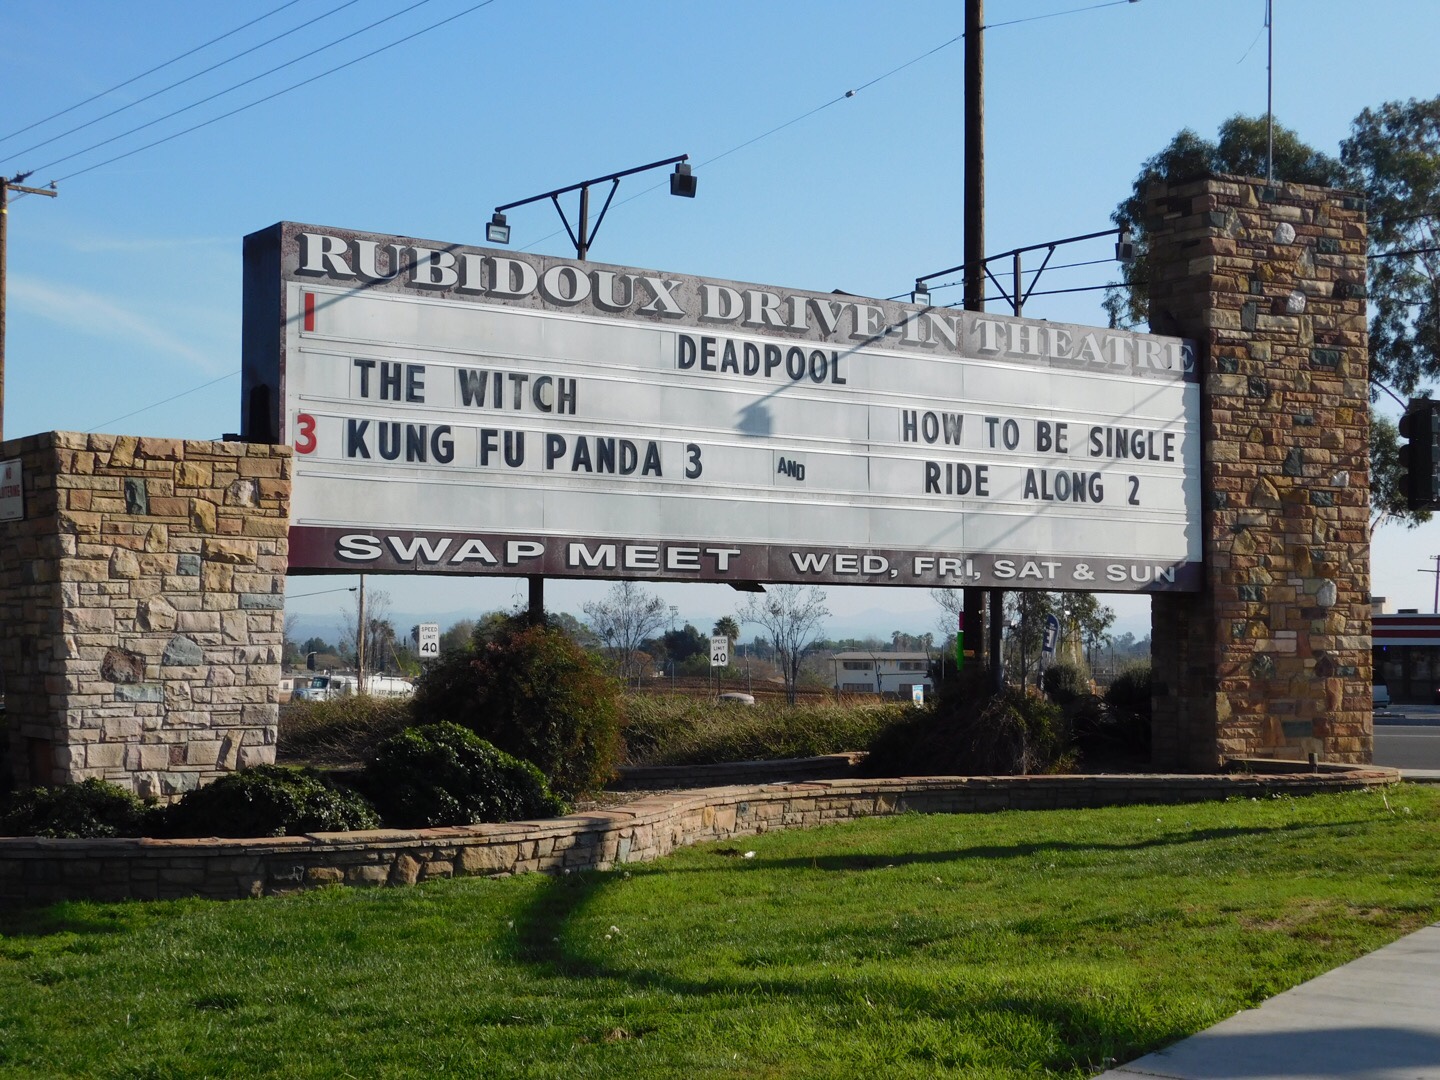 RUBIDOUX DRIVE-IN THEATRE
1
DEADPOOL
THE WITCH
HOW TO BE SINGLE
3 KUNG FU PANDA 3 AND RIDE ALONG 2
SWAP MEET WED, FRI, SAT & SUN
SPEED
LIMIT
40
SPEED
LIMIT
40
NO